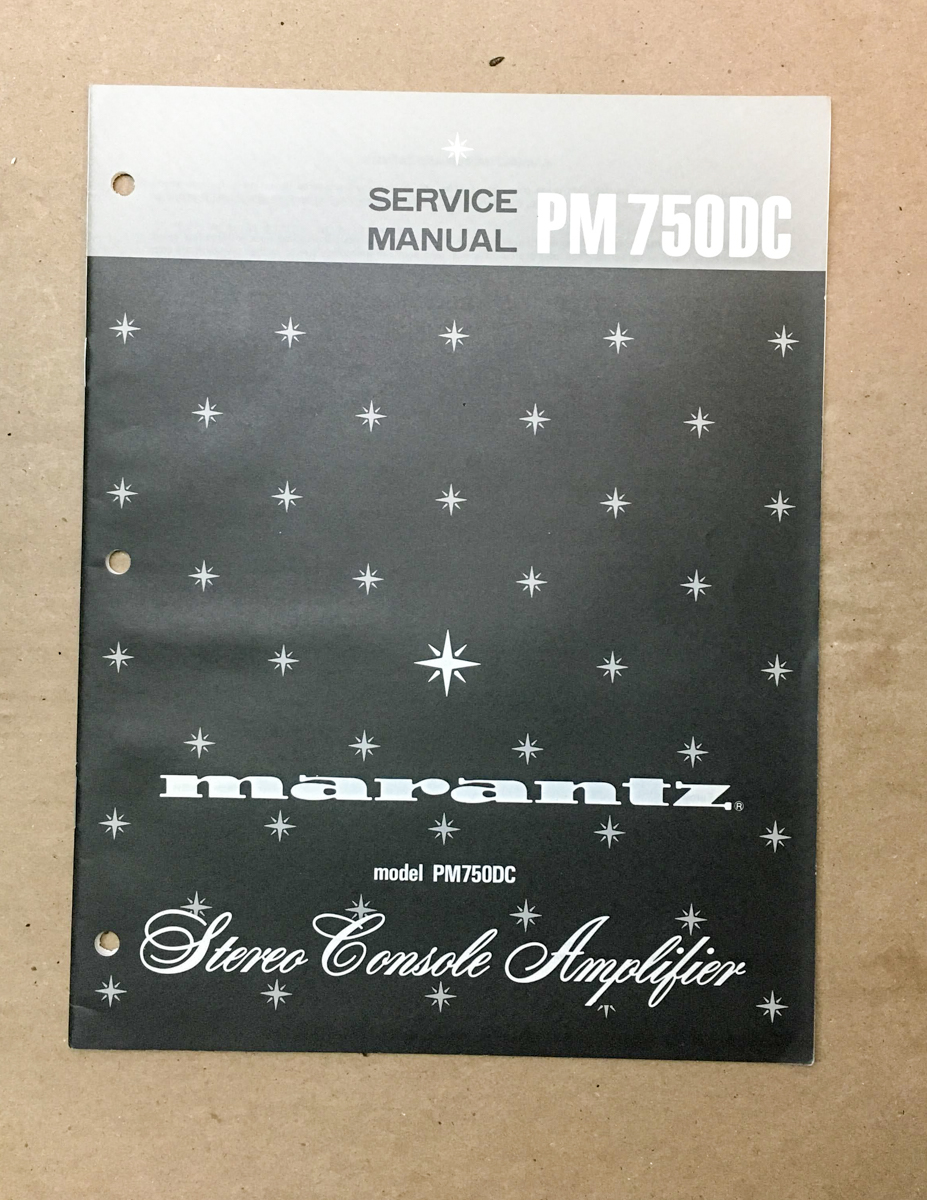 SERVICE
MANUAL PM 750DC
marantz®
model PM750DC
Stereo Console Amplifier